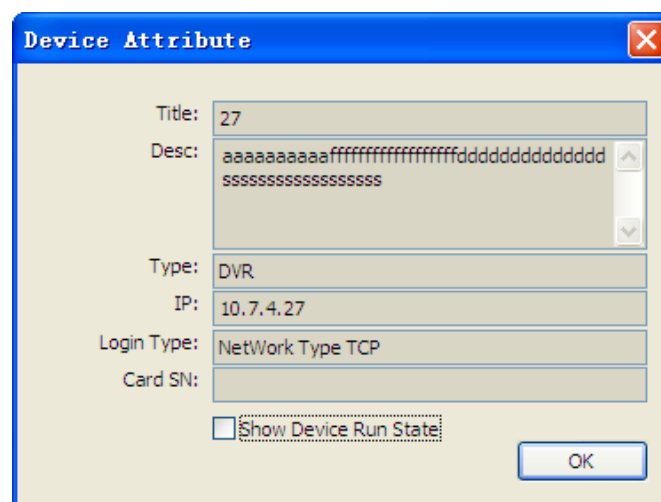 Device Attribute
Title: 27
Desc: aaaaaaaaaaffffffffffffffffffdddddddddddddd
ssssssssssssssssss
Type: DVR
IP: 10.7.4.27
Login Type: NetWork Type TCP
Card SN:
Show Device Run State
OK